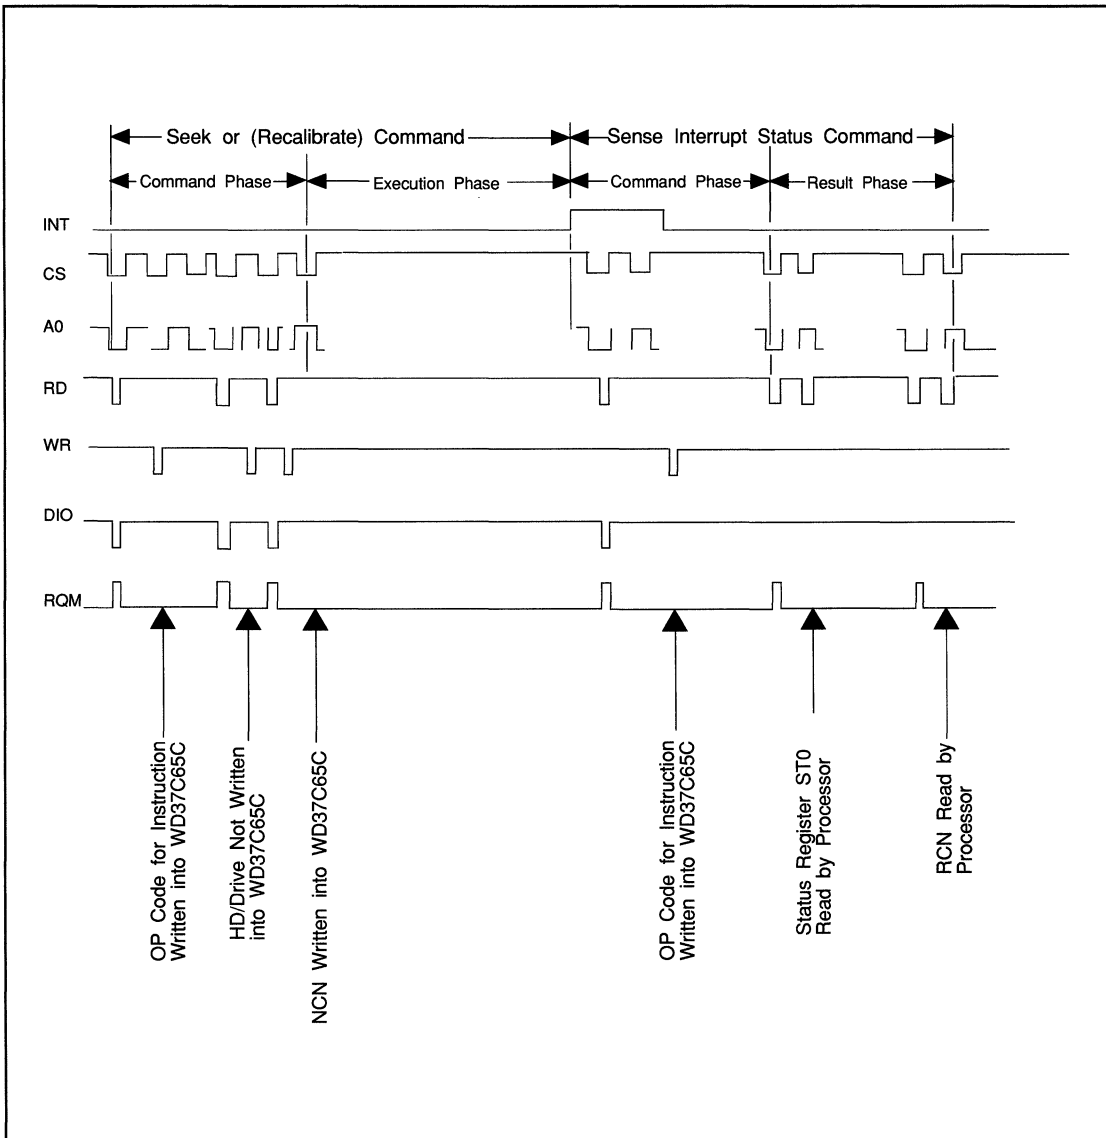 Seek or (Recalibrate) Command
Sense Interrupt Status Command
Command Phase
Execution Phase
Command Phase
Result Phase
INT
CS
A0
RD
WR
DIO
RQM
OP Code for Instruction
Written into WD37C65C
HD/Drive Not Written
into WD37C65C
NCN Written into WD37C65C
OP Code for Instruction
Written into WD37C65C
Status Register ST0
Read by Processor
RCN Read by
Processor